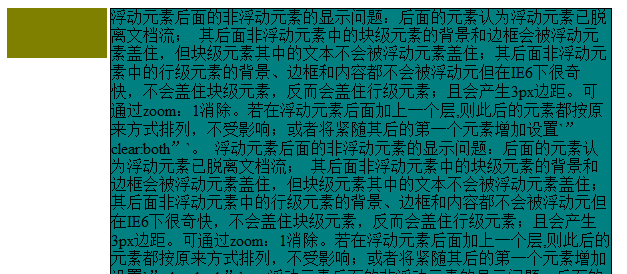 浮动元素后面的非浮动元素的显示问题：后面的元素认为浮动元素已脱
离文档流； 其后面非浮动元素中的块级元素的背景和边框会被浮动元
素盖住，但块级元素其中的文本不会被浮动元素盖住；其后面非浮动元
素中的行级元素的背景、边框和内容都不会被浮动元但在IE6下很奇
快，不会盖住块级元素，反而会盖住行级元素；且会产生3px边距。可
通过zoom：1消除。若在浮动元素后面加上一个层,则此后的元素都按原
来方式排列，不受影响；或者将紧随其后的第一个元素增加设置`”
clear:both”`。 浮动元素后面的非浮动元素的显示问题：后面的元素认
为浮动元素已脱离文档流； 其后面非浮动元素中的块级元素的背景和
边框会被浮动元素盖住，但块级元素其中的文本不会被浮动元素盖住；
其后面非浮动元素中的行级元素的背景、边框和内容都不会被浮动元但
在IE6下很奇快，不会盖住块级元素，反而会盖住行级元素；且会产生
3px边距。可通过zoom：1消除。若在浮动元素后面加上一个层,则此后的
元素都按原来方式排列，不受影响；或者将紧随其后的第一个元素增加